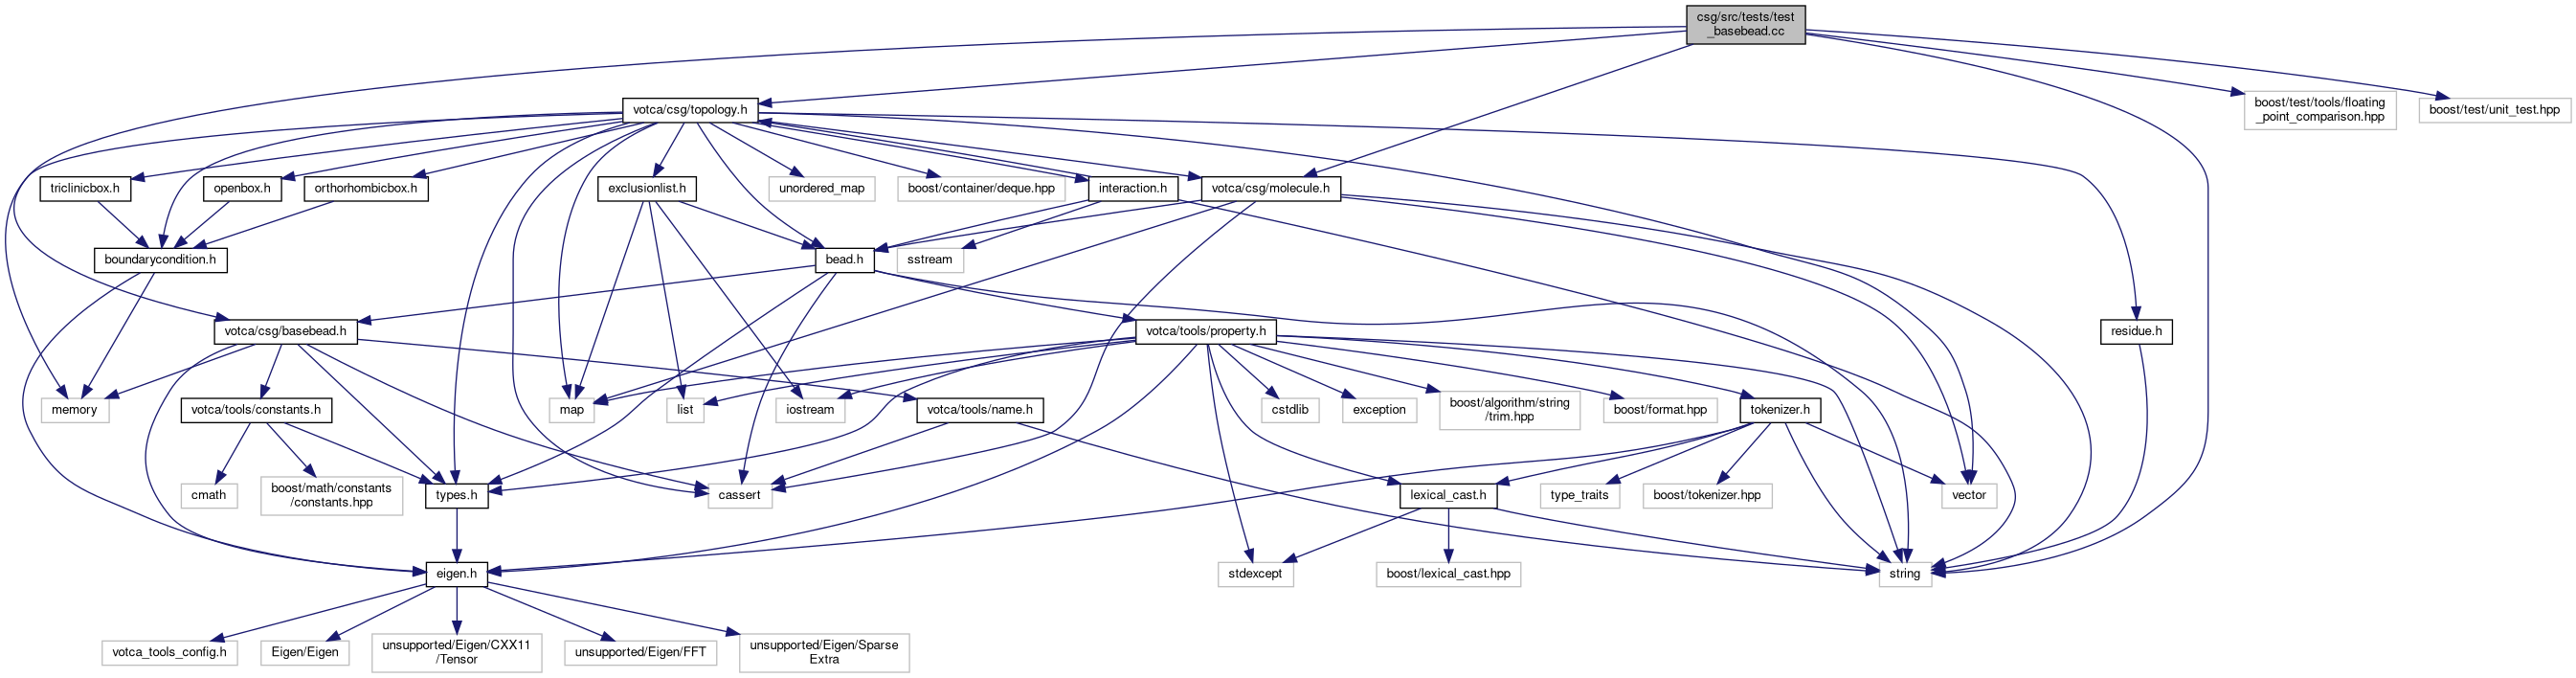 csg/src/tests/test
_basebead.cc
votca/csg/topology.h
boost/test/tools/floating
_point_comparison.hpp
boost/test/unit_test.hpp
triclinicbox.h
openbox.h
orthorhombicbox.h
exclusionlist.h
unordered_map
boost/container/deque.hpp
interaction.h
votca/csg/molecule.h
boundarycondition.h
bead.h
sstream
votca/csg/basebead.h
votca/tools/property.h
residue.h
memory
votca/tools/constants.h
map
list
iostream
votca/tools/name.h
cstdlib
exception
boost/algorithm/string
/trim.hpp
boost/format.hpp
tokenizer.h
cmath
boost/math/constants
/constants.hpp
types.h
cassert
lexical_cast.h
type_traits
boost/tokenizer.hpp
vector
eigen.h
stdexcept
boost/lexical_cast.hpp
string
votca_tools_config.h
Eigen/Eigen
unsupported/Eigen/CXX11
/Tensor
unsupported/Eigen/FFT
unsupported/Eigen/Sparse
Extra